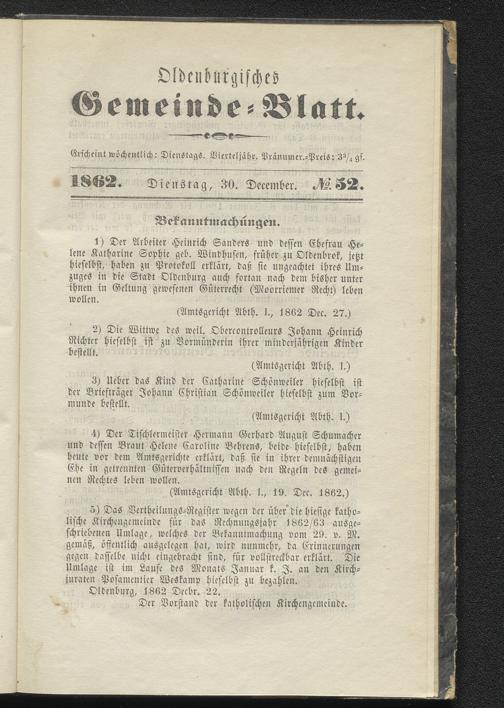 Oldenburgisches
Gemeinde-Blatt.
Erscheint wöchentlich: Dienstags. Vierteljähr. Pränumer.-Preis: 3¾ gr.
1862. Dienstag, 30. December. № 52.
Bekanntmachungen.
1) Der Arbeiter Heinrich Sanders und dessen Ehefrau He-
lene Katharine Sophie geb. Windhusen, früher zu Oldenbrok, jetzt
hieselbst, haben zu Protokoll erklärt, daß sie ungeachtet ihres Um-
zuges in die Stadt Oldenburg auch fortan nach dem bisher unter
ihnen in Geltung gewesenen Güterrecht (Moorriemer Recht) leben
wollen.
(Amtsgericht Abth. I., 1862 Dec. 27.)
2) Die Wittwe des weil. Obercontrolleurs Johann Heinrich
Richter hieselbst ist zu Vormünderin ihrer minderjährigen Kinder
bestellt.
(Amtsgericht Abth. I.)
3) Ueber das Kind der Catharine Schönweiler hieselbst ist
der Briefträger Johann Christian Schönweiler hieselbst zum Vor-
munde bestellt.
(Amtsgericht Abth. I.)
4) Der Tischlermeister Hermann Gerhard August Schumacher
und dessen Braut Helene Caroline Behrens, beide hieselbst, haben
heute vor dem Amtsgerichte erklärt, daß sie in ihrer demnächstigen
Ehe in getrennten Güterverhältnissen nach den Regeln des gemei-
nen Rechtes leben wollen.
(Amtsgericht Abth. I., 19. Dec. 1862.)
5) Das Vertheilungs-Register wegen der über die hiesige katho-
lische Kirchengemeinde für das Rechnungsjahr 1862/63 ausge-
schriebenen Umlage, welches der Bekanntmachung vom 29. v. M.
gemäß, öffentlich ausgelegen hat, wird nunmehr, da Erinnerungen
gegen dasselbe nicht eingebracht sind, für vollstreckbar erklärt. Die
Umlage ist im Laufe des Monats Januar k. J. an den Kirch-
juraten Posamentier Weskamp hieselbst zu bezahlen.
Oldenburg, 1862 Decbr. 22.
Der Vorstand der katholischen Kirchengemeinde.